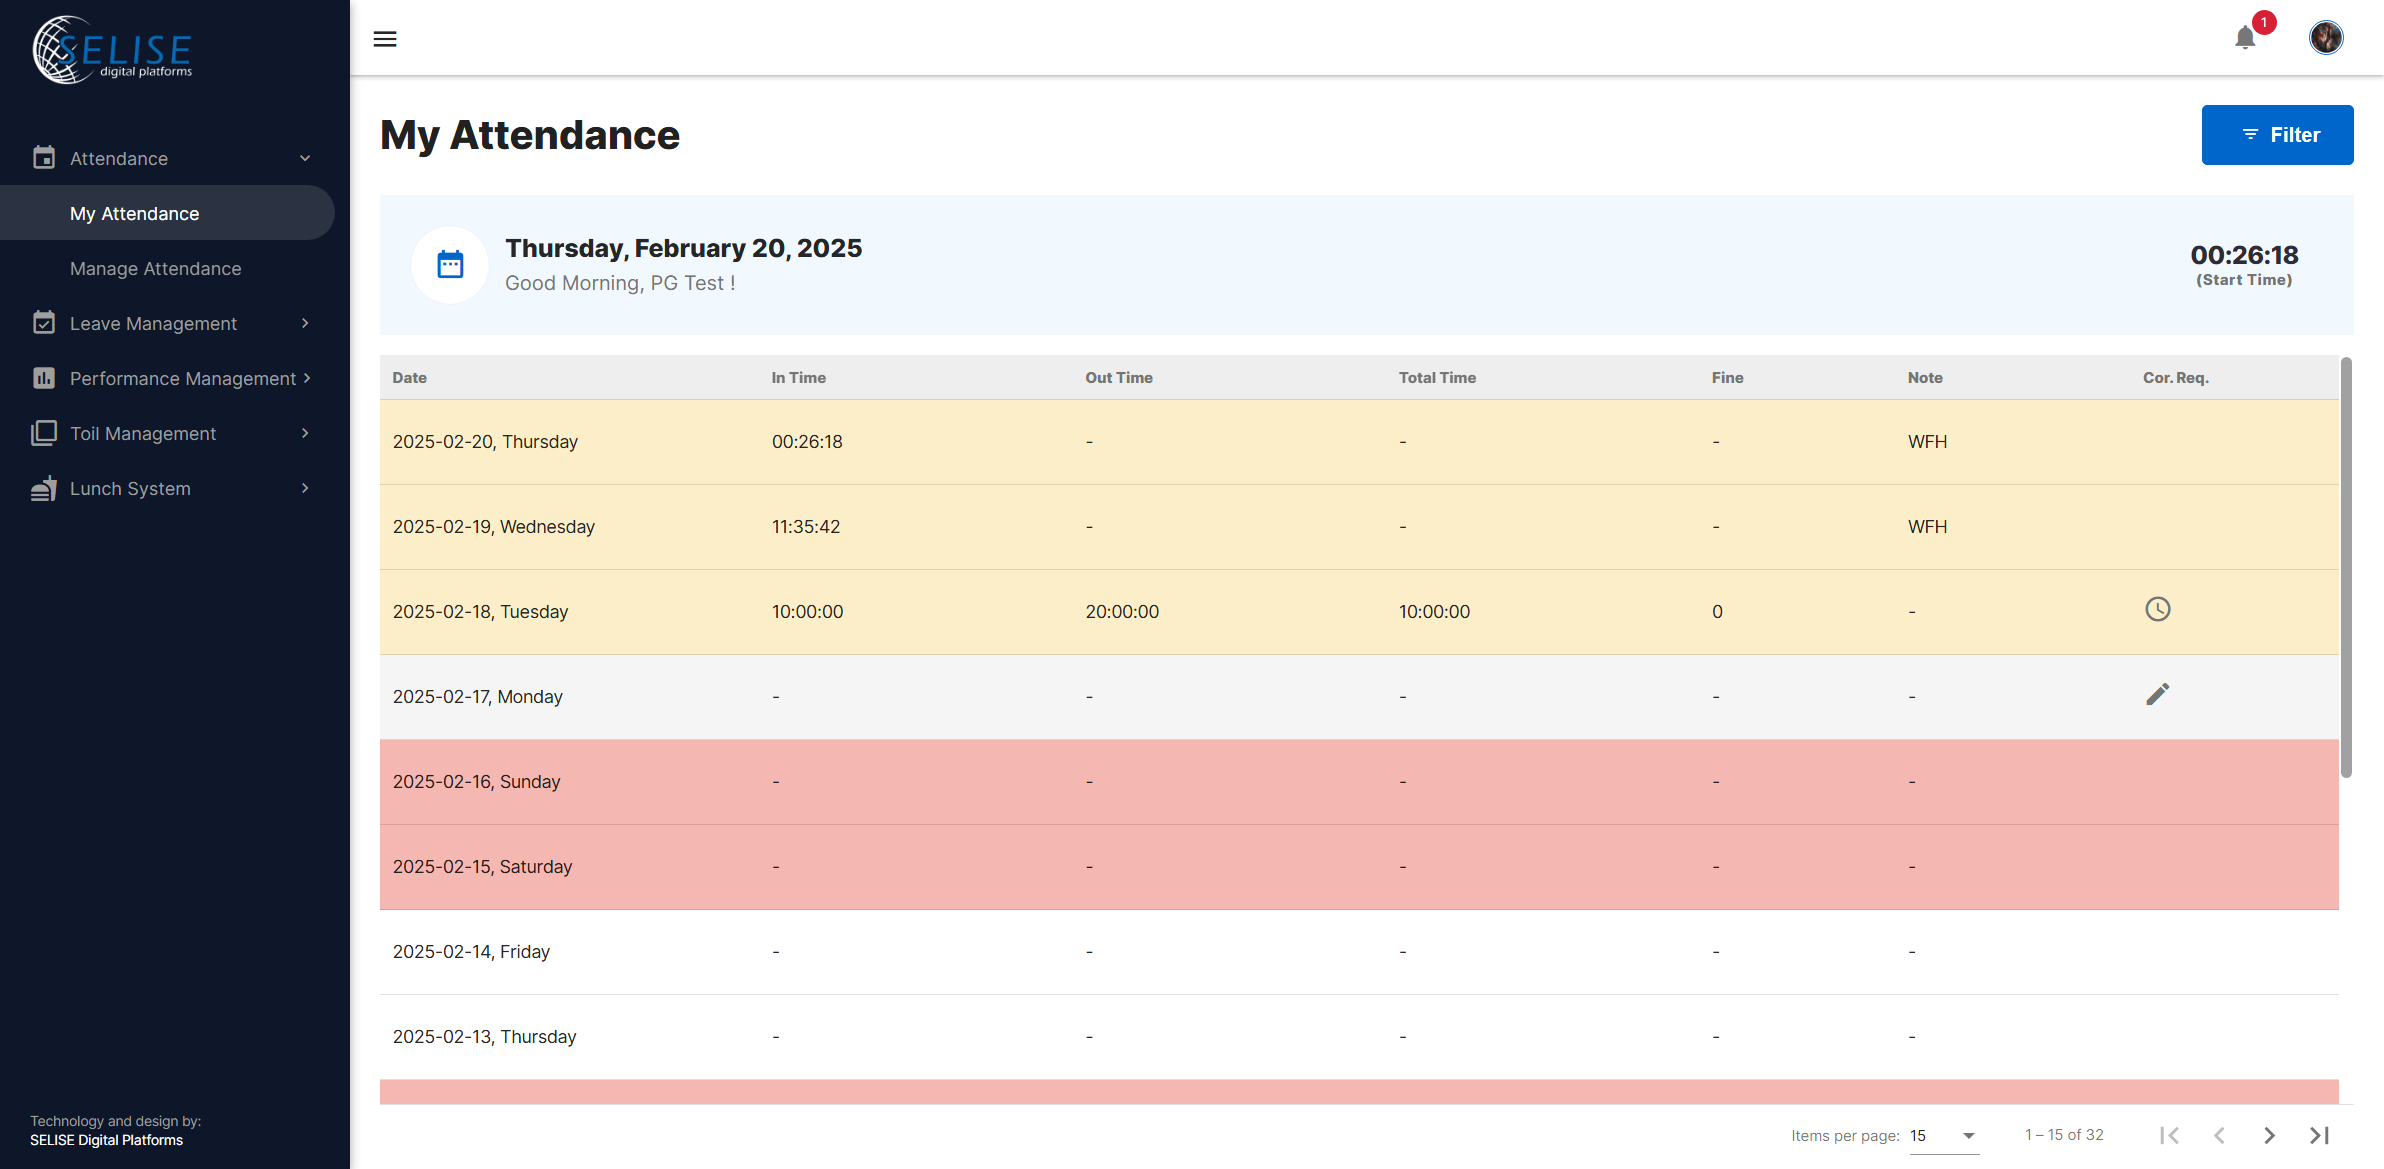 SELISE
digital platforms
Attendance
My Attendance
Manage Attendance
Leave Management
Performance Management
Toil Management
Lunch System
Technology and design by:
SELISE Digital Platforms
1
My Attendance
Filter
Thursday, February 20, 2025
Good Morning, PG Test !
00:26:18
(Start Time)
Date In Time Out Time Total Time Fine Note Cor. Req.
2025-02-20, Thursday 00:26:18 - - - WFH
2025-02-19, Wednesday 11:35:42 - - - WFH
2025-02-18, Tuesday 10:00:00 20:00:00 10:00:00 0 -
2025-02-17, Monday - - - - -
2025-02-16, Sunday - - - - -
2025-02-15, Saturday - - - - -
2025-02-14, Friday - - - - -
2025-02-13, Thursday - - - - -
Items per page: 15 1 – 15 of 32